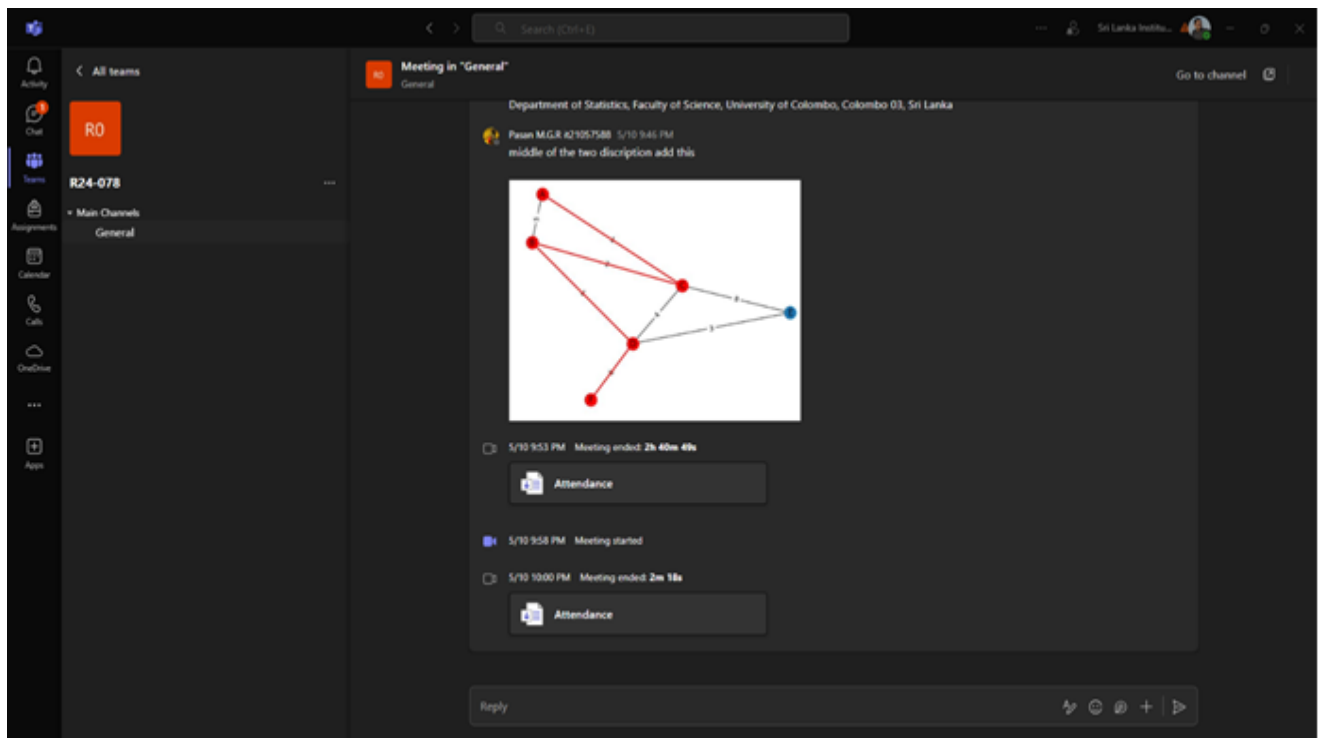 Search (Ctrl+E)
Sri Lanka Institu...
Activity
Chat
1
Teams
Assignments
Calendar
Calls
OneDrive
Apps
All teams
R0
R24-078
Main Channels
General
R0
Meeting in "General"
General
Go to channel
Department of Statistics, Faculty of Science, University of Colombo, Colombo 03, Sri Lanka
Pasan M.G.R it21057588 5/10 9:46 PM
middle of the two discription add this
5/10 9:53 PM Meeting ended: 2h 40m 49s
Attendance
5/10 9:58 PM Meeting started
5/10 10:00 PM Meeting ended: 2m 18s
Attendance
Reply